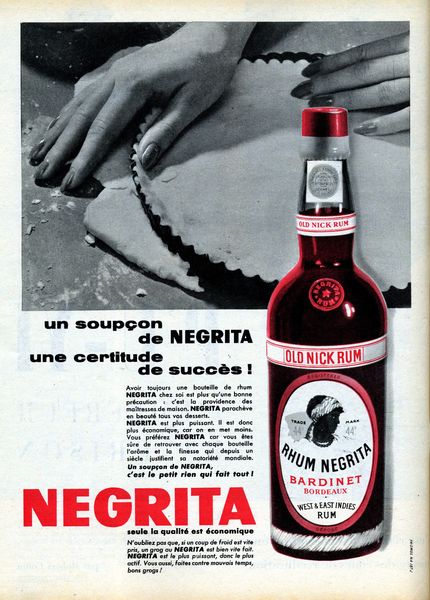 OLD NICK RUM
NEGRITA
RUM
un soupçon
de NEGRITA
une certitude
de succès !
Avoir toujours une bouteille de rhum
NEGRITA chez soi est plus qu'une bonne
précaution : c'est la providence des
maîtresses de maison. NEGRITA parachève
en beauté tous vos desserts.
NEGRITA est plus puissant. Il est donc
plus économique, car on en met moins.
Vous préférez NEGRITA car vous êtes
sûre de retrouver avec chaque bouteille
l'arôme et la finesse qui depuis un
siècle justifient sa notoriété mondiale.
Un soupçon de NEGRITA,
c'est le petit rien qui fait tout !
OLD NICK RUM
REGISTERED
TRADE MARK
44° 44°
RHUM NEGRITA
BARDINET
BORDEAUX
WEST & EAST INDIES
RUM
NEGRITA
seule la qualité est économique
N'oubliez pas que, si un coup de froid est vite
pris, un grog au NEGRITA est bien vite fait.
NEGRITA est le plus puissant, donc le plus
actif. Vous aussi, faites contre mauvais temps,
bons grogs !